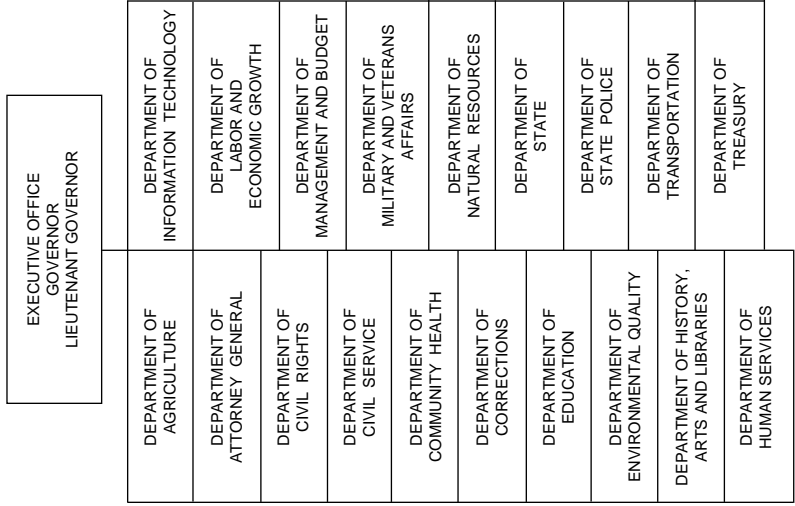 EXECUTIVE OFFICE
GOVERNOR
LIEUTENANT GOVERNOR
DEPARTMENT OF
AGRICULTURE
DEPARTMENT OF
ATTORNEY GENERAL
DEPARTMENT OF
CIVIL RIGHTS
DEPARTMENT OF
CIVIL SERVICE
DEPARTMENT OF
COMMUNITY HEALTH
DEPARTMENT OF
CORRECTIONS
DEPARTMENT OF
EDUCATION
DEPARTMENT OF
ENVIRONMENTAL QUALITY
DEPARTMENT OF HISTORY,
ARTS AND LIBRARIES
DEPARTMENT OF
HUMAN SERVICES
DEPARTMENT OF
INFORMATION TECHNOLOGY
DEPARTMENT OF
LABOR AND
ECONOMIC GROWTH
DEPARTMENT OF
MANAGEMENT AND BUDGET
DEPARTMENT OF
MILITARY AND VETERANS
AFFAIRS
DEPARTMENT OF
NATURAL RESOURCES
DEPARTMENT OF
STATE
DEPARTMENT OF
STATE POLICE
DEPARTMENT OF
TRANSPORTATION
DEPARTMENT OF
TREASURY